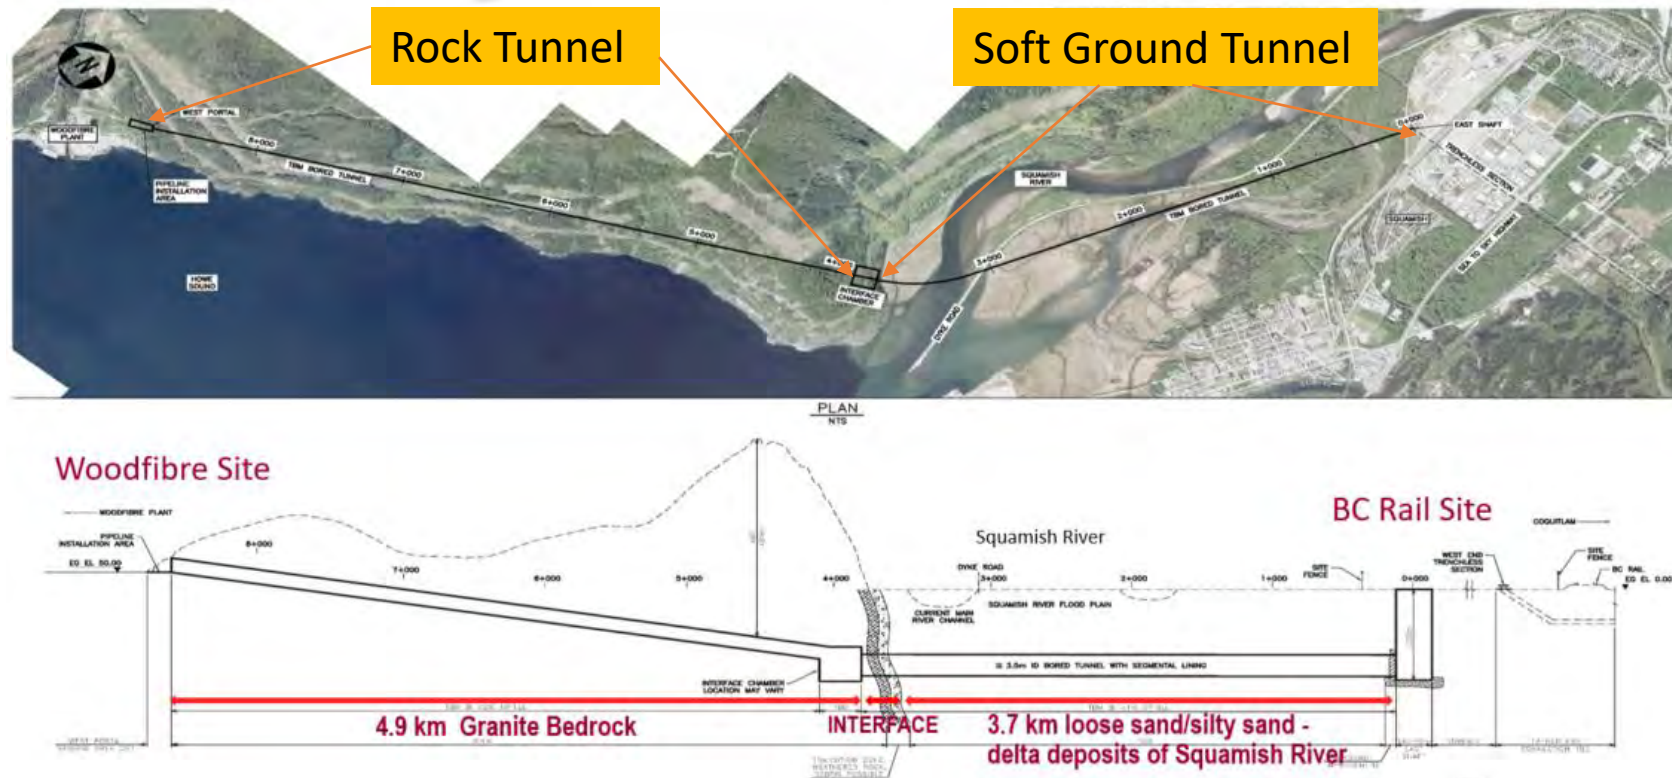 Rock Tunnel
Soft Ground Tunnel
N
WOODFIBRE
PLANT
WEST PORTAL
PIPELINE
INSTALLATION
AREA
8+000
TBM BORED TUNNEL
7+000
6+000
5+000
4+000
INTERFACE
CHAMBER
HOWE
SOUND
SQUAMISH
RIVER
DYKE ROAD
3+000
2+000
TBM BORED TUNNEL
1+000
0+000
EAST SHAFT
TRENCHLESS SECTION
SQUAMISH
SEA TO SKY HIGHWAY
PLAN
NTS
Woodfibre Site
BC Rail Site
WOODFIBRE PLANT
PIPELINE
INSTALLATION AREA
EG EL 50.00
8+000
7+000
6+000
5+000
4+000
Squamish River
DYKE ROAD
3+000
2+000
1+000
SITE
FENCE
0+000
WEST END
TRENCHLESS
SECTION
COQUITLAM
SITE
FENCE
BC RAIL
EG EL 0.00
CURRENT MAIN
RIVER CHANNEL
SQUAMISH RIVER FLOOD PLAIN
3.5m ID BORED TUNNEL WITH SEGMENTAL LINING
INTERFACE CHAMBER
LOCATION MAY VARY
4.9 km Granite Bedrock
INTERFACE
3.7 km loose sand/silty sand -
delta deposits of Squamish River